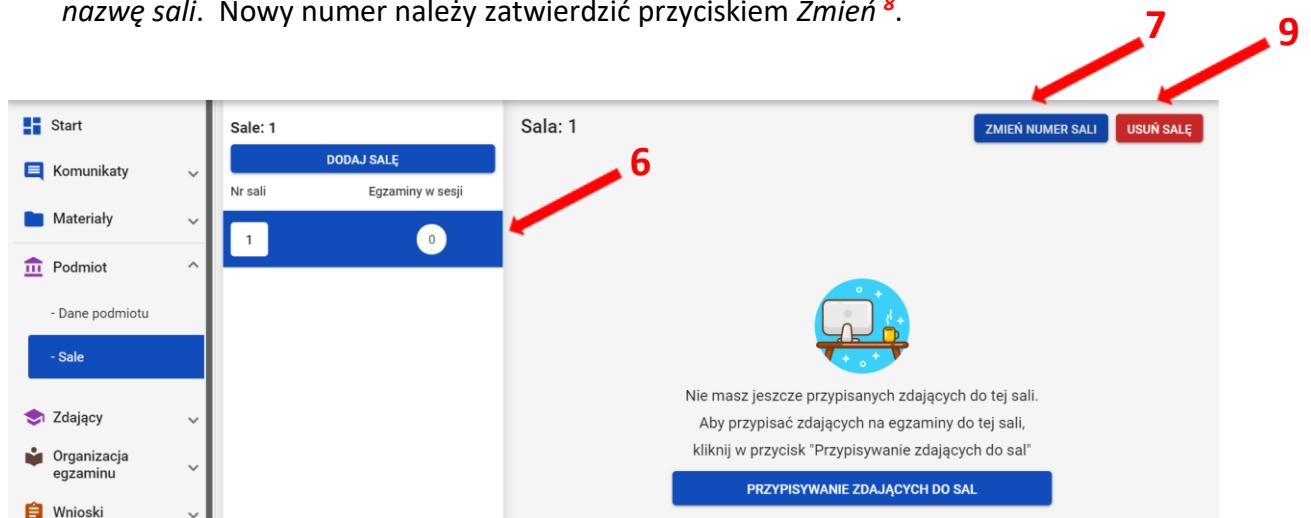 nazwę sali. Nowy numer należy zatwierdzić przyciskiem Zmień 8.
7
9
Start
Komunikaty
Materiały
Podmiot
- Dane podmiotu
- Sale
Zdający
Organizacja
egzaminu
Wnioski
Sale: 1
DODAJ SALĘ
Nr sali Egzaminy w sesji
1 0
6
Sala: 1
ZMIEŃ NUMER SALI USUŃ SALĘ
Nie masz jeszcze przypisanych zdających do tej sali.
Aby przypisać zdających na egzaminy do tej sali,
kliknij w przycisk "Przypisywanie zdających do sal"
PRZYPISYWANIE ZDAJĄCYCH DO SAL